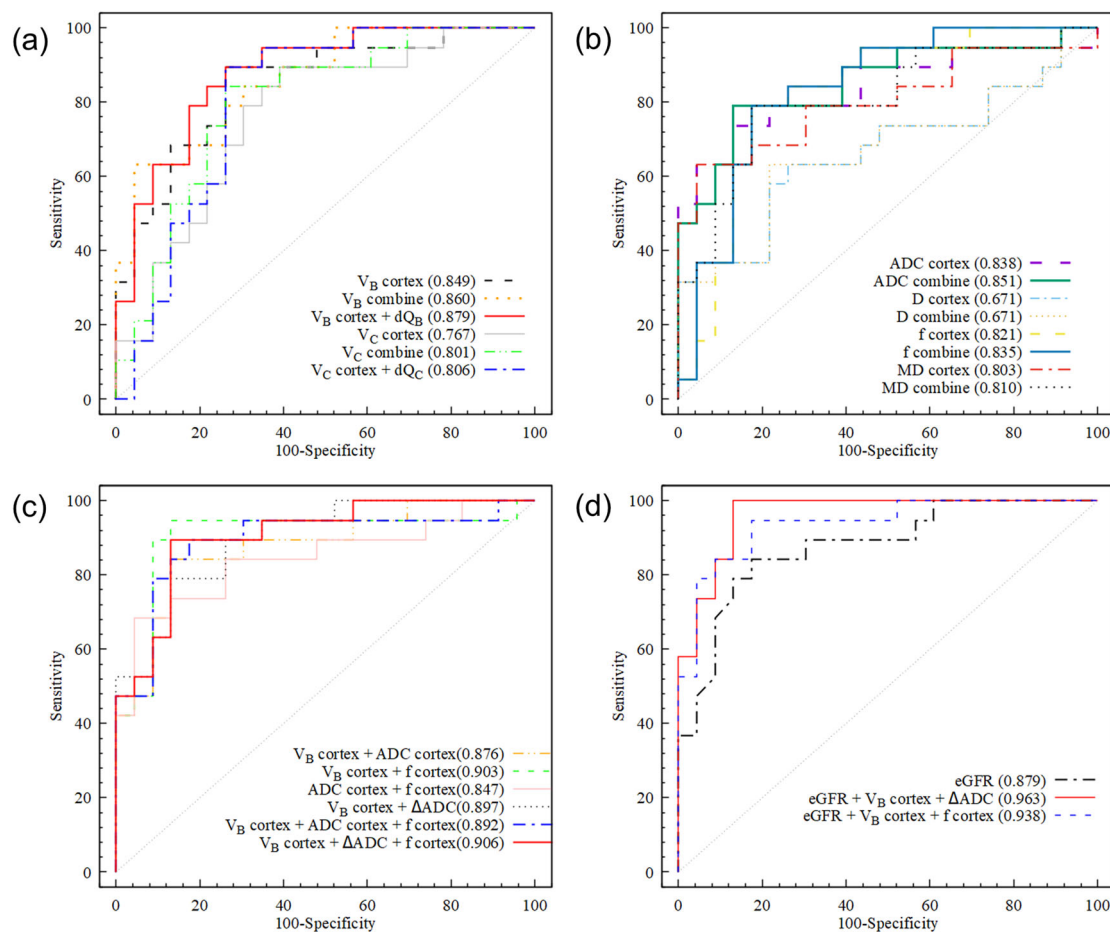 (a)
100
80
60
40
20
0
Sensitivity
V_B cortex (0.849)
V_B combine (0.860)
V_B cortex + dQ_B (0.879)
V_C cortex (0.767)
V_C combine (0.801)
V_C cortex + dQ_C (0.806)
0 20 40 60 80 100
100-Specificity
(b)
100
80
60
40
20
0
Sensitivity
ADC cortex (0.838)
ADC combine (0.851)
D cortex (0.671)
D combine (0.671)
f cortex (0.821)
f combine (0.835)
MD cortex (0.803)
MD combine (0.810)
0 20 40 60 80 100
100-Specificity
(c)
100
80
60
40
20
0
Sensitivity
V_B cortex + ADC cortex(0.876)
V_B cortex + f cortex(0.903)
ADC cortex + f cortex(0.847)
V_B cortex + ΔADC(0.897)
V_B cortex + ADC cortex + f cortex(0.892)
V_B cortex + ΔADC + f cortex(0.906)
0 20 40 60 80 100
100-Specificity
(d)
100
80
60
40
20
0
Sensitivity
eGFR (0.879)
eGFR + V_B cortex + ΔADC(0.963)
eGFR + V_B cortex + f cortex (0.938)
0 20 40 60 80 100
100-Specificity